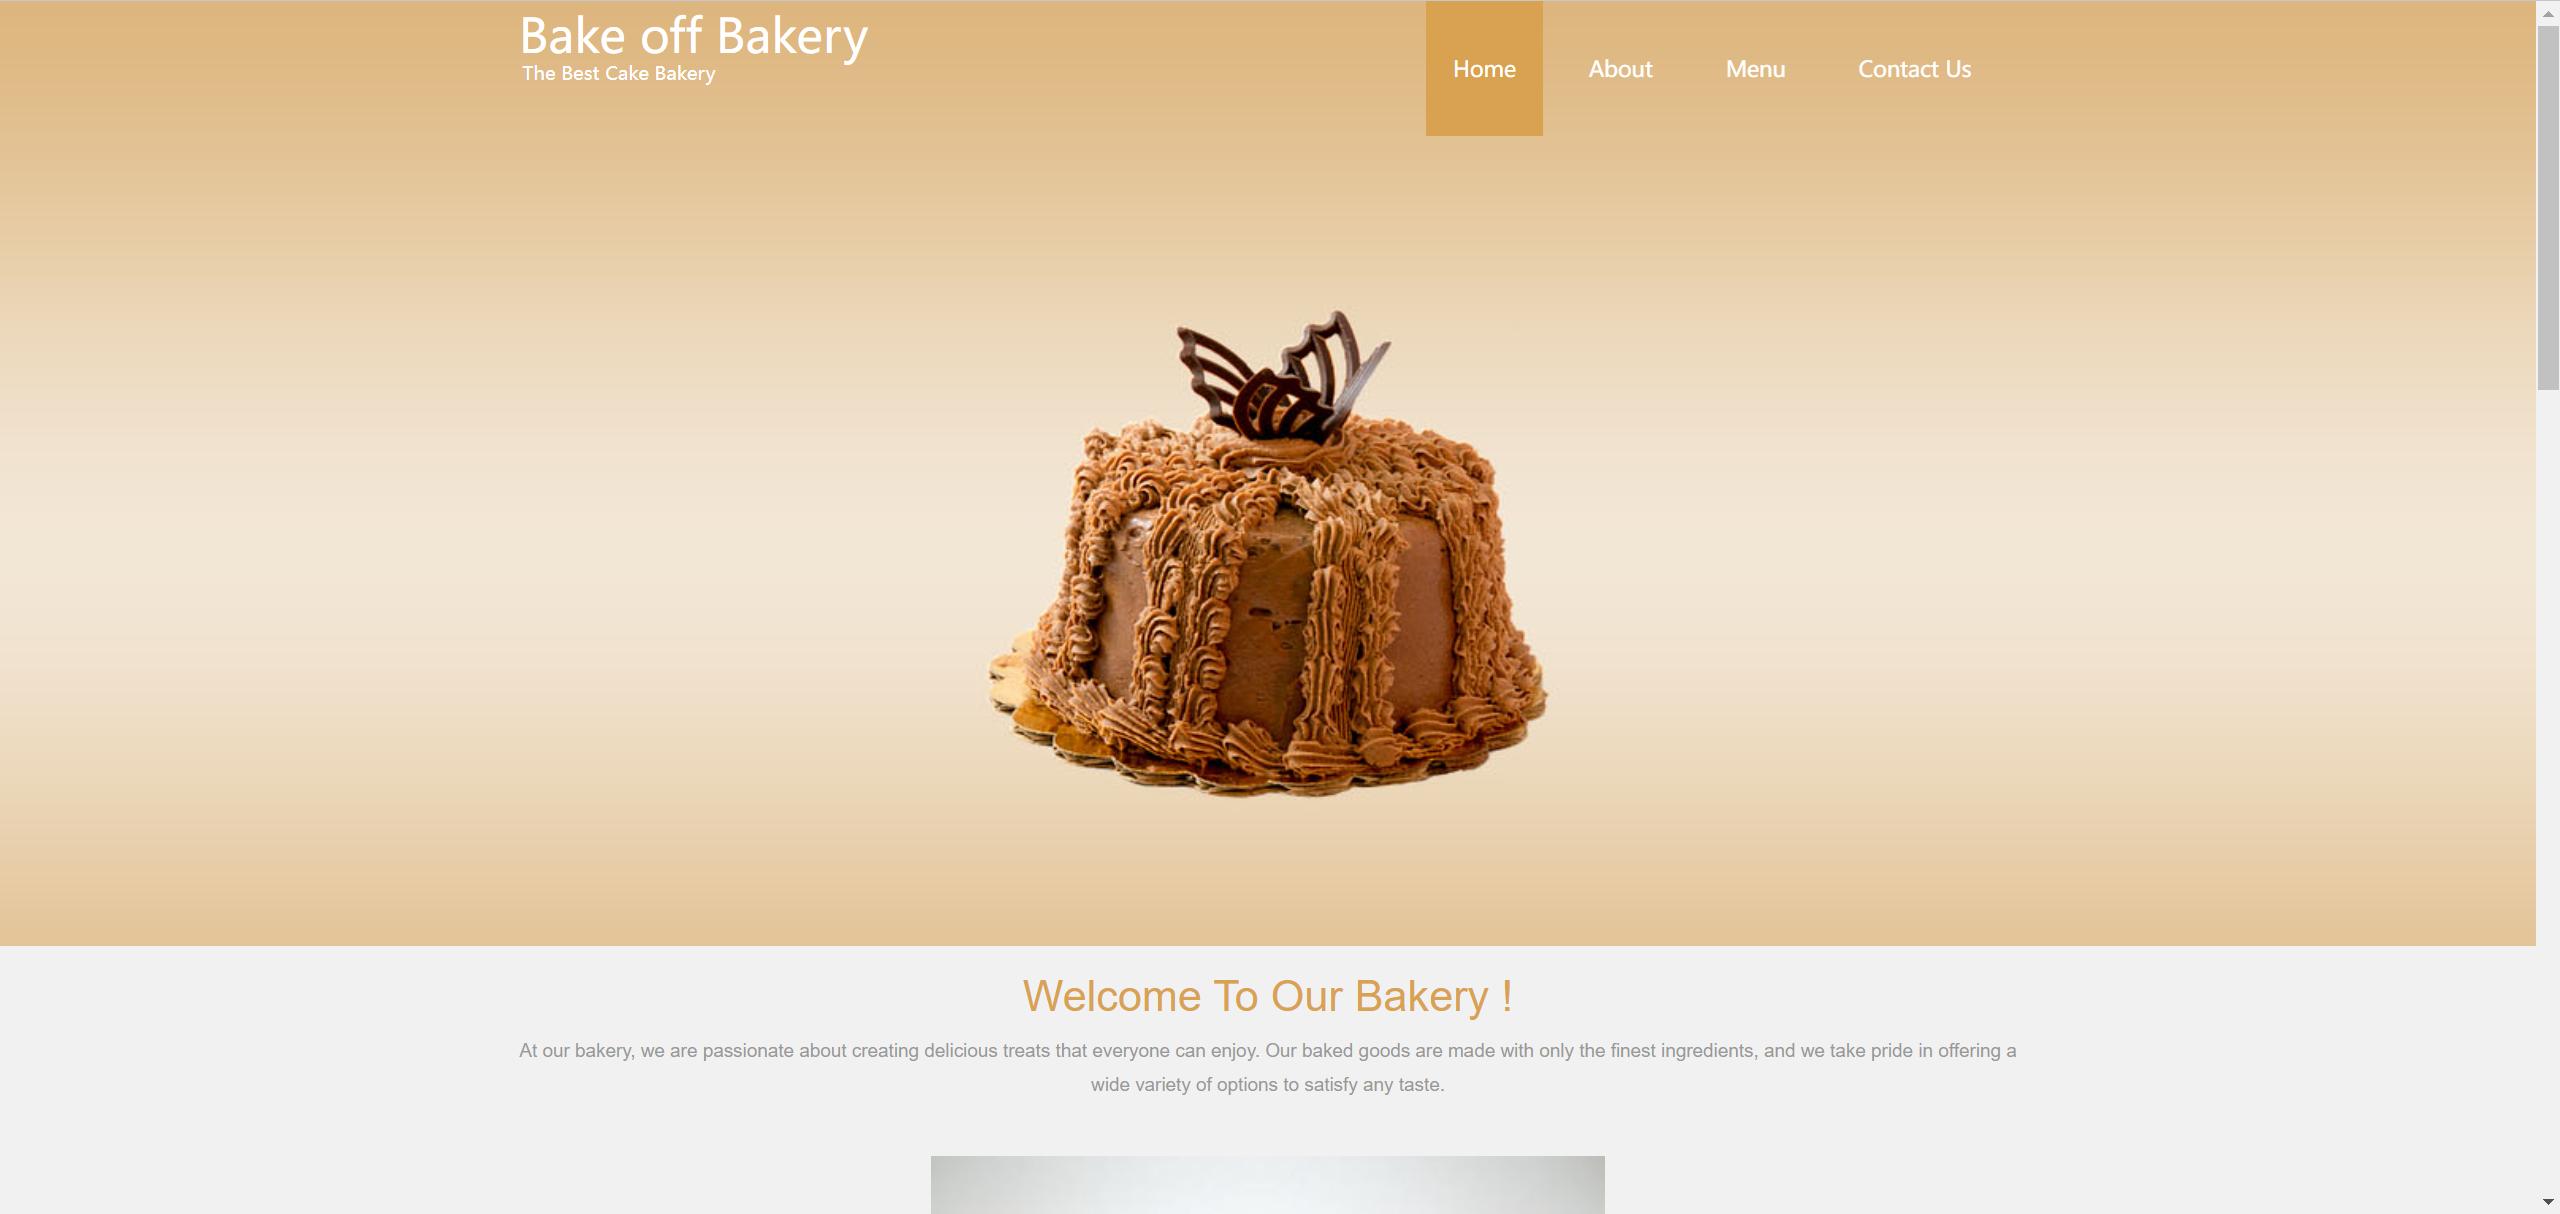 Bake off Bakery
The Best Cake Bakery
Home About Menu Contact Us
Welcome To Our Bakery !
At our bakery, we are passionate about creating delicious treats that everyone can enjoy. Our baked goods are made with only the finest ingredients, and we take pride in offering a
wide variety of options to satisfy any taste.